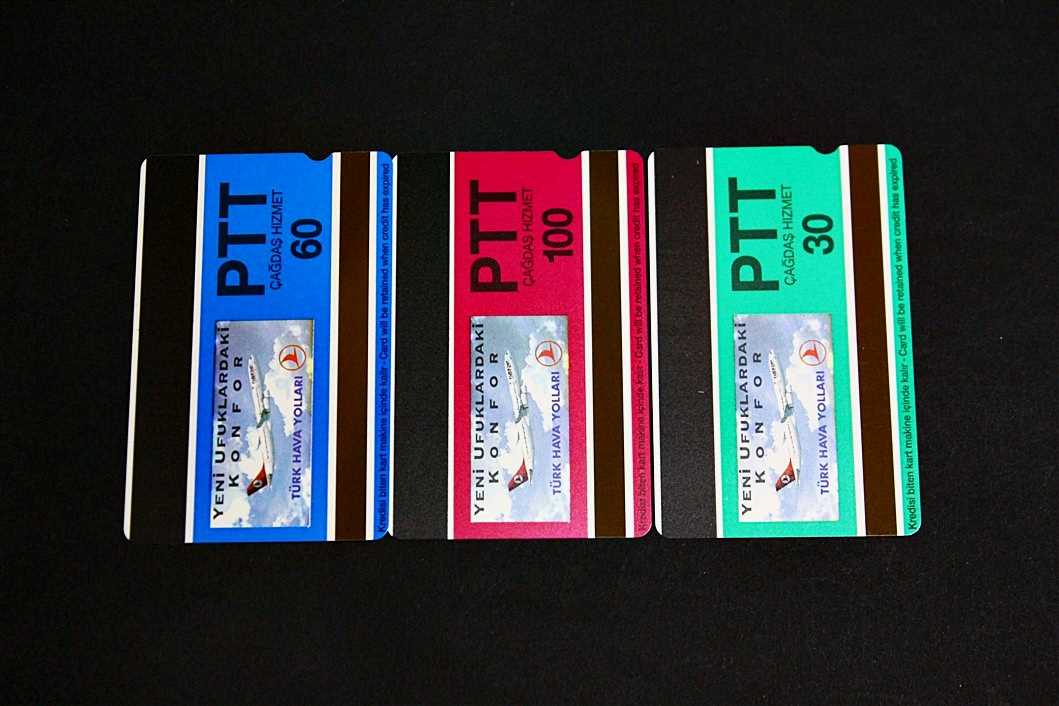 PTT
ÇAĞDAŞ HIZMET
60
YENİ UFUKLARDAKİ
KONFOR
TÜRK HAVA YOLLARI
Kredisi biten kart makine içinde kalır - Card will be retained when credit has expired
PTT
ÇAĞDAŞ HIZMET
100
YENİ UFUKLARDAKİ
KONFOR
TÜRK HAVA YOLLARI
Kredisi biten kart makine içinde kalır - Card will be retained when credit has expired
PTT
ÇAĞDAŞ HIZMET
30
YENİ UFUKLARDAKİ
KONFOR
TÜRK HAVA YOLLARI
Kredisi biten kart makine içinde kalır - Card will be retained when credit has expired